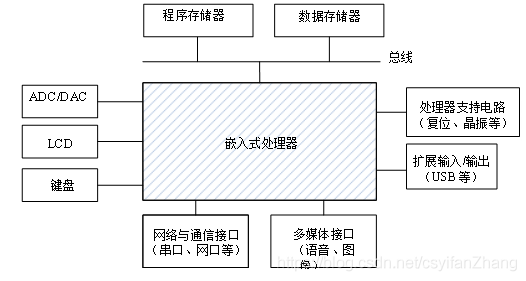 程序存储器
数据存储器
总线
ADC/DAC
LCD
键盘
嵌入式处理器
处理器支持电路
（复位、晶振等）
扩展输入/输出
（USB 等）
网络与通信接口
（串口、网口等）
多媒体接口
（语音、图
https://blog.csdn.net/csyifanZhang